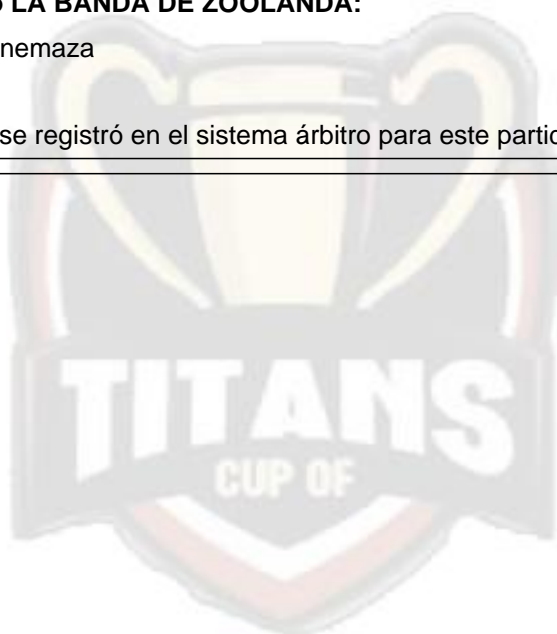 LA BANDA DE ZOOLANDA:
nemaza
se registró en el sistema árbitro para este partic
TITANS
CUP OF